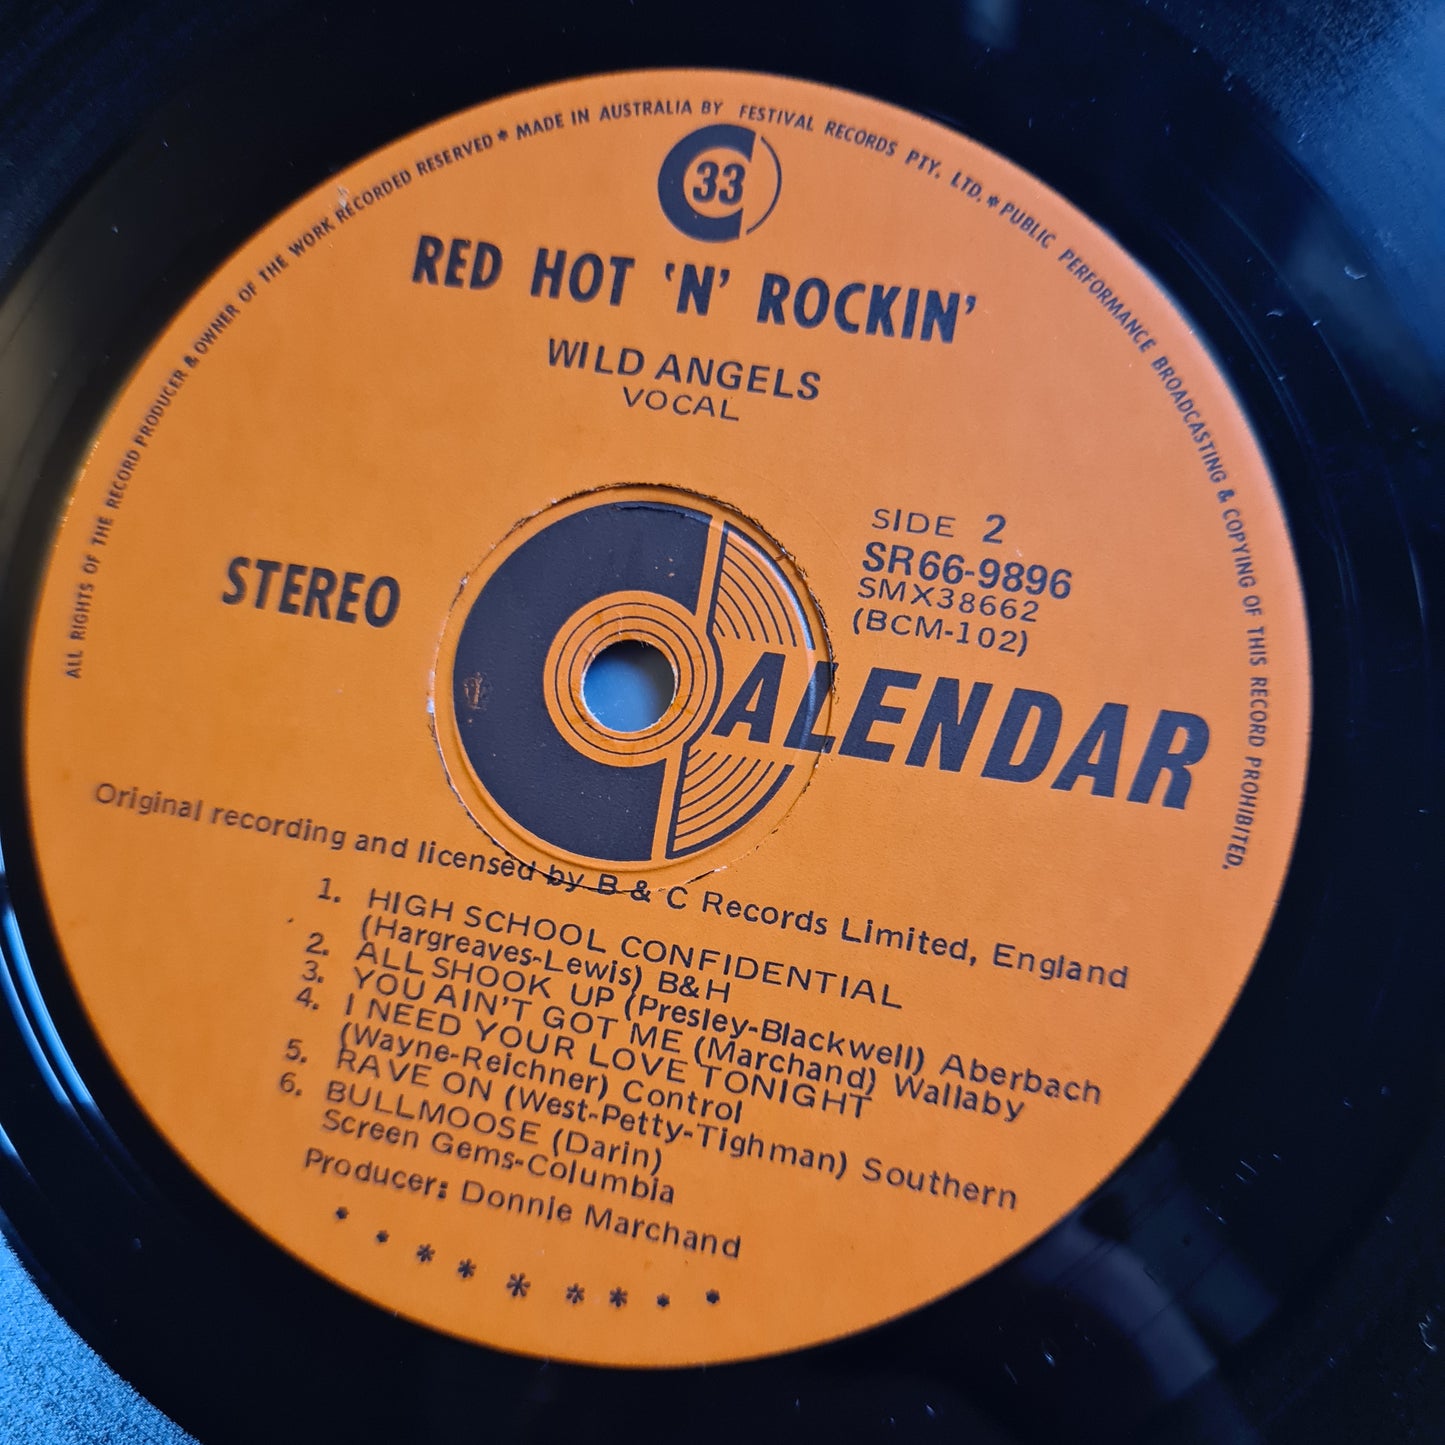 ALL RIGHTS OF THE RECORD PRODUCER & OWNER OF THE WORK RECORDED RESERVED * MADE IN AUSTRALIA BY FESTIVAL RECORDS PTY. LTD. * PUBLIC PERFORMANCE BROADCASTING & COPYING OF THIS RECORD PROHIBITED.
33
RED HOT 'N' ROCKIN'
WILD ANGELS
VOCAL
STEREO
SIDE 2
SR66-9896
SMX38662
(BCM-102)
CALENDAR
Original recording and licensed by B & C Records Limited, England
1. HIGH SCHOOL CONFIDENTIAL
(Hargreaves-Lewis) B&H
2. ALL SHOOK UP (Presley-Blackwell) Aberbach
3. YOU AIN'T GOT ME (Marchand) Wallaby
4. I NEED YOUR LOVE TONIGHT
(Wayne-Reichner) Control
5. RAVE ON (West-Petty-Tighman) Southern
6. BULLMOOSE (Darin)
Screen Gems-Columbia
Producer: Donnie Marchand
* * * * * * * * *